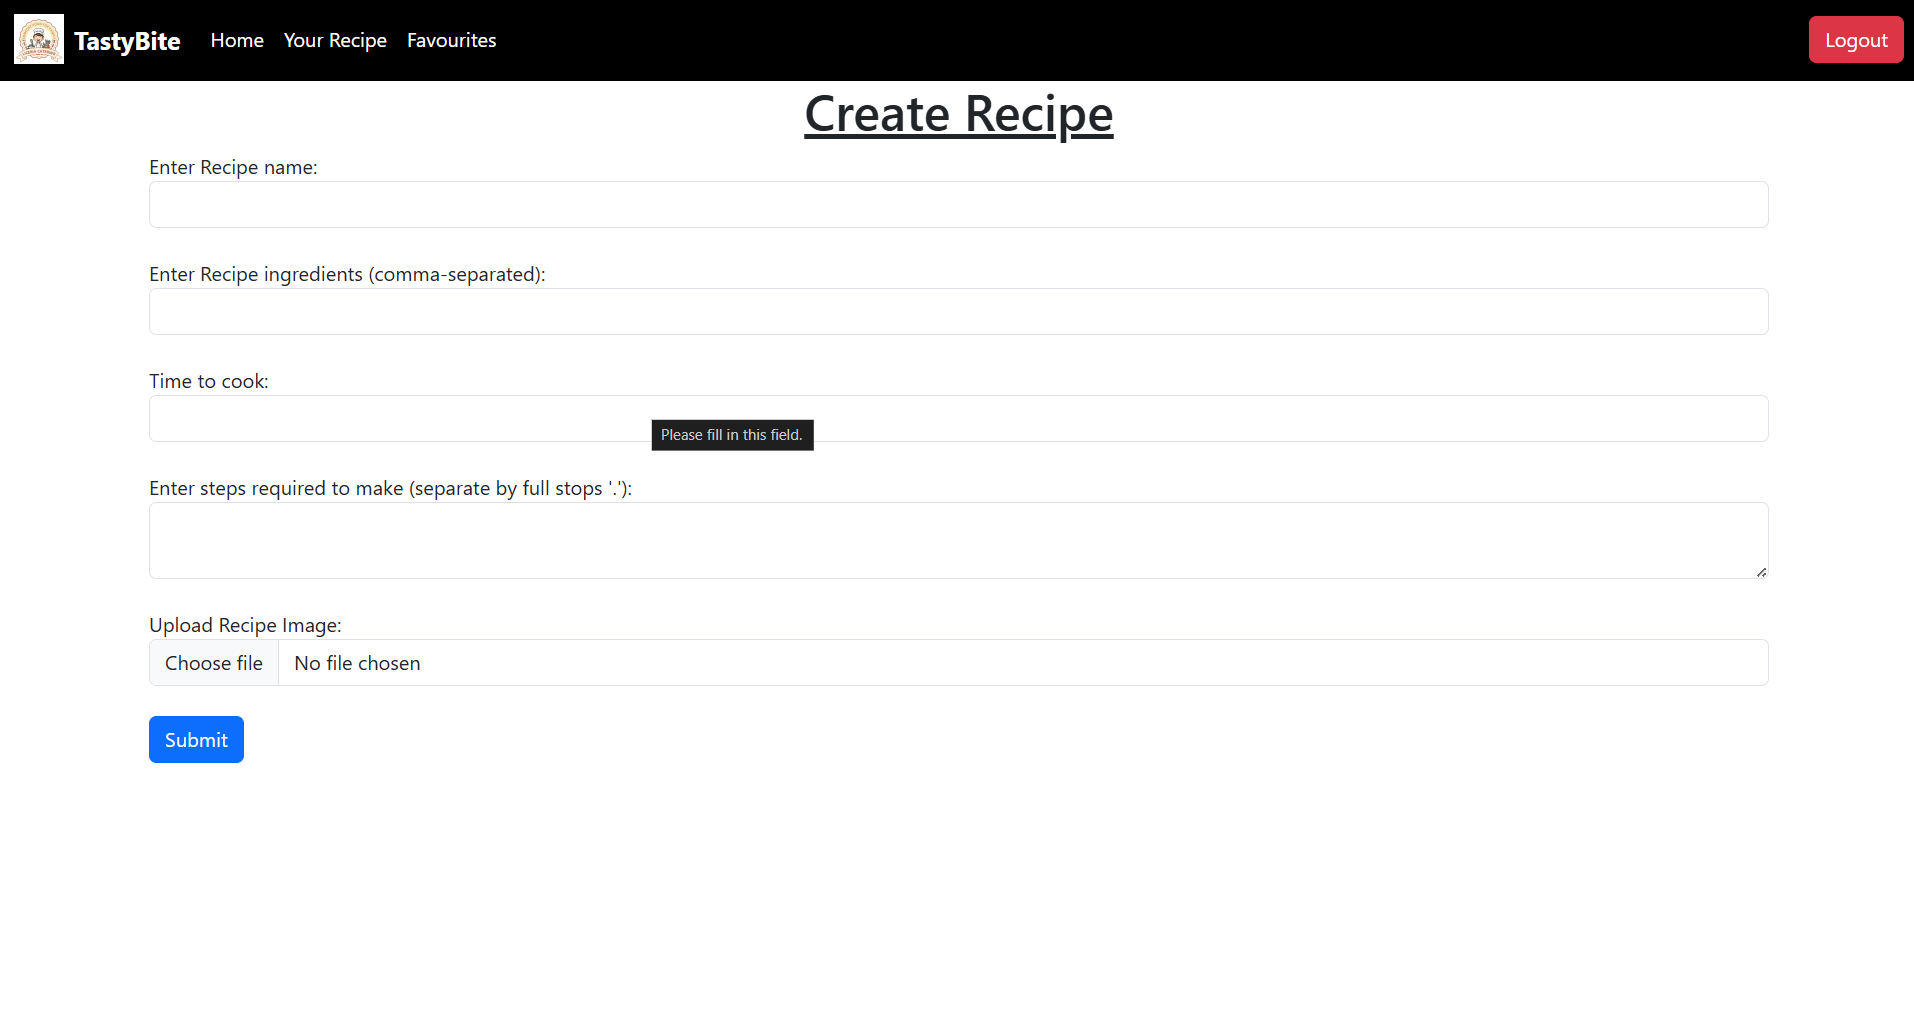 TastyBite Home Your Recipe Favourites Logout
Create Recipe
Enter Recipe name:
Enter Recipe ingredients (comma-separated):
Time to cook:
Please fill in this field.
Enter steps required to make (separate by full stops '.'):
Upload Recipe Image:
Choose file No file chosen
Submit